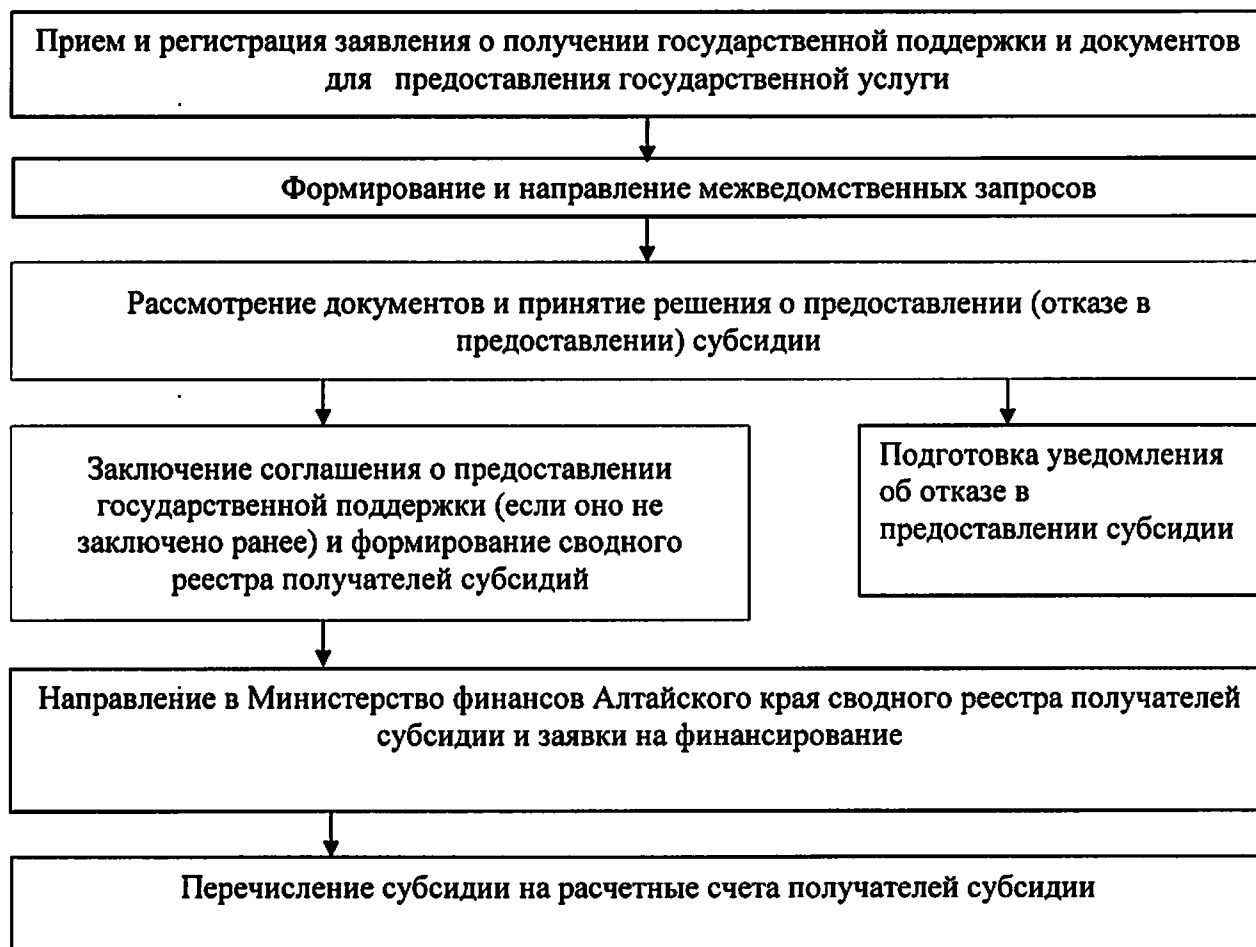 Прием и регистрация заявления о получении государственной поддержки и документов
для предоставления государственной услуги
Формирование и направление межведомственных запросов
Рассмотрение документов и принятие решения о предоставлении (отказе в
предоставлении) субсидии
Заключение соглашения о предоставлении
государственной поддержки (если оно не
заключено ранее) и формирование сводного
реестра получателей субсидий
Подготовка уведомления
об отказе в
предоставлении субсидии
Направление в Министерство финансов Алтайского края сводного реестра получателей
субсидии и заявки на финансирование
Перечисление субсидии на расчетные счета получателей субсидии